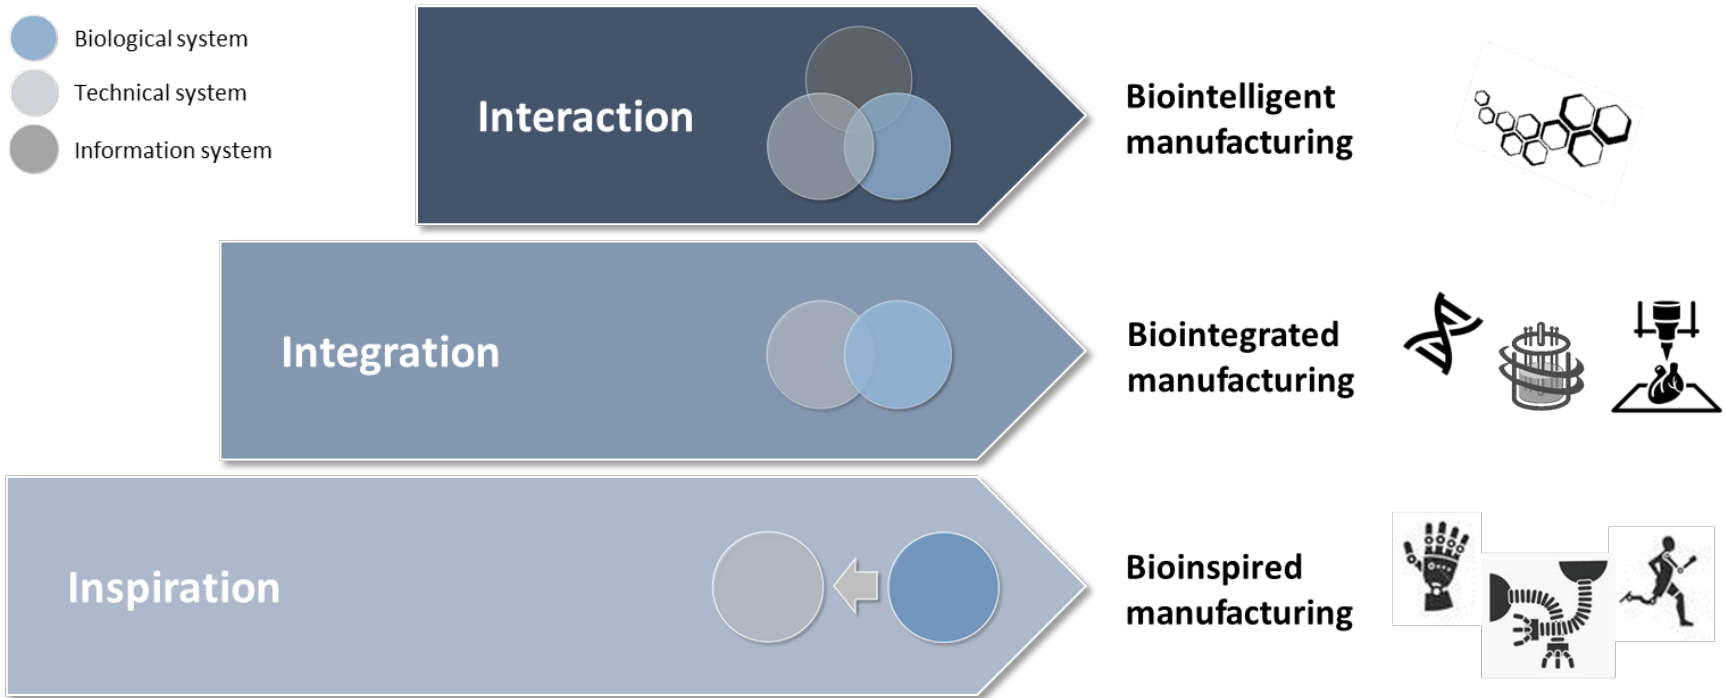 Biological system
Technical system
Information system
Interaction
Biointelligent
manufacturing
Integration
Biointegrated
manufacturing
Inspiration
Bioinspired
manufacturing